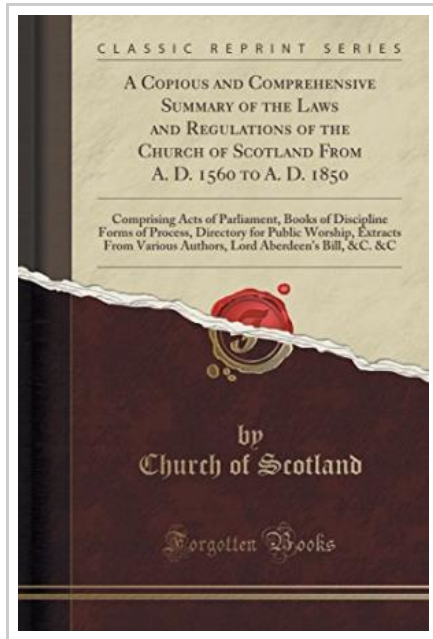 CLASSIC REPRINT SERIES
A COPIOUS AND COMPREHENSIVE
SUMMARY OF THE LAWS
AND REGULATIONS OF THE
CHURCH OF SCOTLAND FROM
A. D. 1560 TO A. D. 1850
Comprising Acts of Parliament, Books of Discipline
Forms of Process, Directory for Public Worship, Extracts
From Various Authors, Lord Aberdeen's Bill, &C. &C
by
Church of Scotland
Forgotten Books